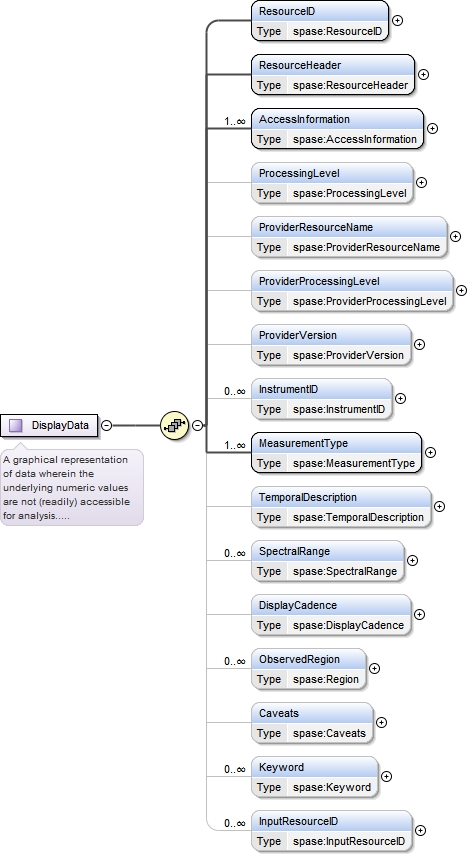 ResourceID
Type spase:ResourceID
ResourceHeader
Type spase:ResourceHeader
1..∞
AccessInformation
Type spase:AccessInformation
ProcessingLevel
Type spase:ProcessingLevel
ProviderResourceName
Type spase:ProviderResourceName
ProviderProcessingLevel
Type spase:ProviderProcessingLevel
ProviderVersion
Type spase:ProviderVersion
0..∞
InstrumentID
Type spase:InstrumentID
DisplayData
A graphical representation
of data wherein the
underlying numeric values
are not (readily) accessible
for analysis.....
1..∞
MeasurementType
Type spase:MeasurementType
TemporalDescription
Type spase:TemporalDescription
0..∞
SpectralRange
Type spase:SpectralRange
DisplayCadence
Type spase:DisplayCadence
0..∞
ObservedRegion
Type spase:Region
Caveats
Type spase:Caveats
0..∞
Keyword
Type spase:Keyword
0..∞
InputResourceID
Type spase:InputResourceID